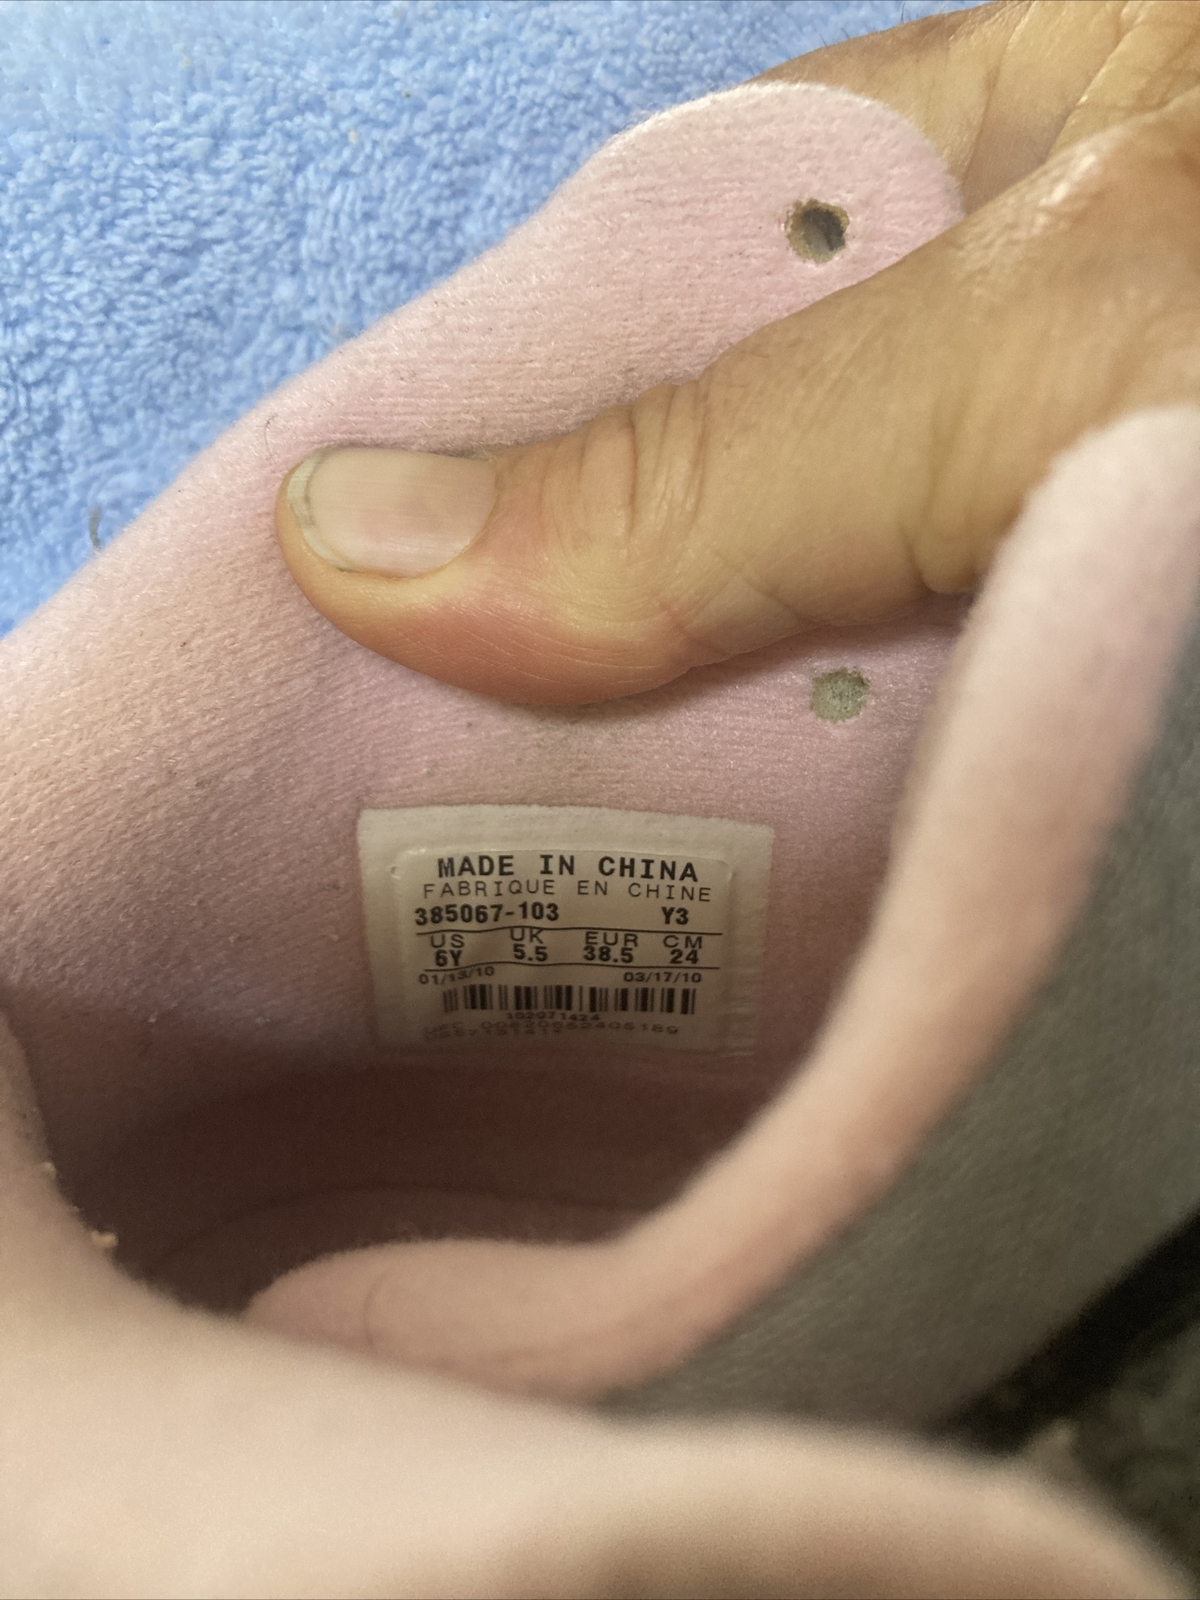 MADE IN CHINA
FABRIQUE EN CHINE
385067-103 Y3
US UK EUR CM
6Y 5.5 38.5 24
01/13/10 03/17/10
102071424